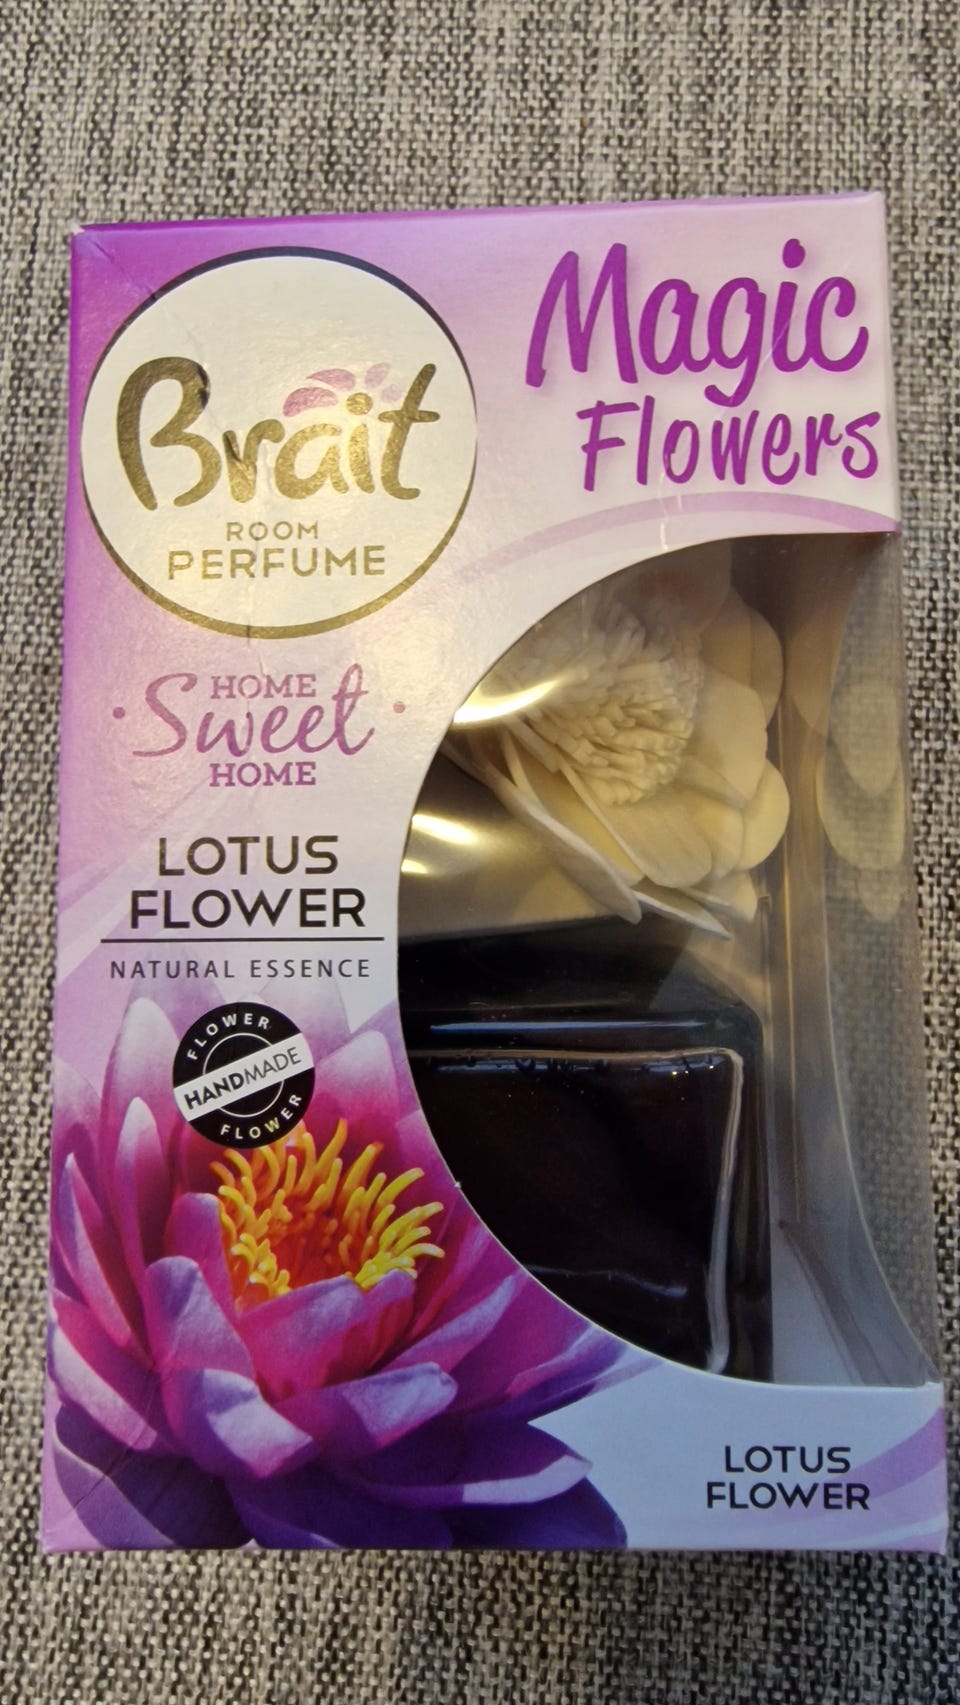 Brait
ROOM
PERFUME
Magic
Flowers
HOME
Sweet
HOME
LOTUS
FLOWER
NATURAL ESSENCE
FLOWER
HANDMADE
FLOWER
LOTUS
FLOWER